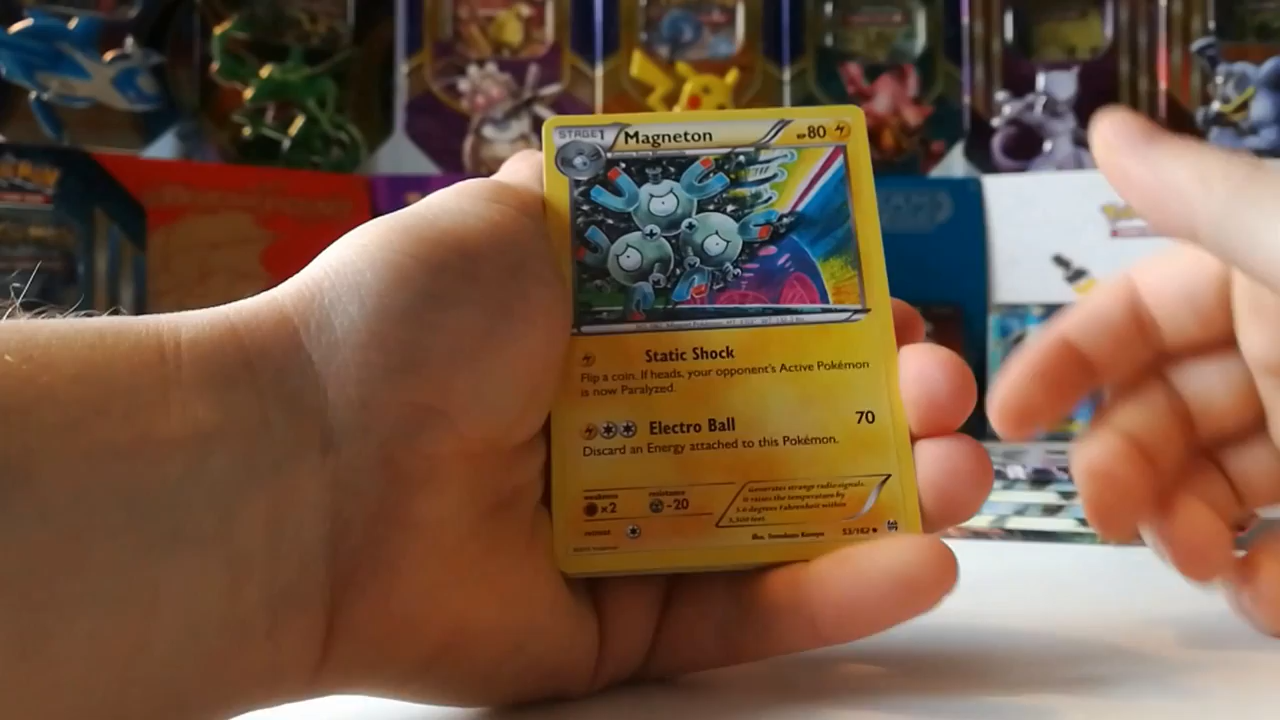 STAGE1 Magneton HP80
Static Shock
Flip a coin. If heads, your opponent's Active Pokémon
is now Paralyzed.
Electro Ball 70
Discard an Energy attached to this Pokémon.
weakness resistance
×2 -20
retreat
Generates strange radio signals.
It raises the temperature by
3.6 degrees Fahrenheit within
3,300 feet.
Illus. Tomokazu Komiya 53/162